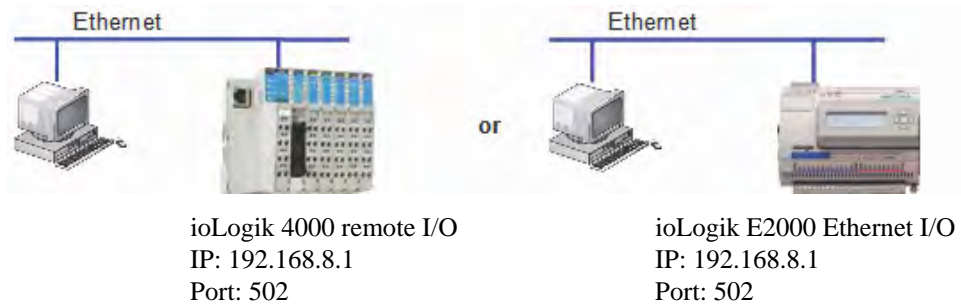 Ethernet
Ethernet
or
ioLogik 4000 remote I/O
IP: 192.168.8.1
Port: 502
ioLogik E2000 Ethernet I/O
IP: 192.168.8.1
Port: 502